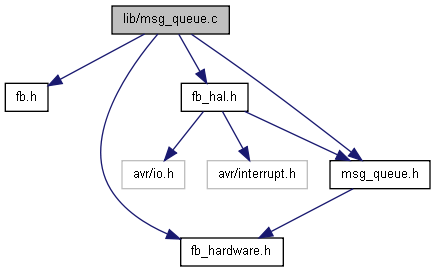 lib/msg_queue.c
fb.h
fb_hal.h
avr/io.h
avr/interrupt.h
msg_queue.h
fb_hardware.h